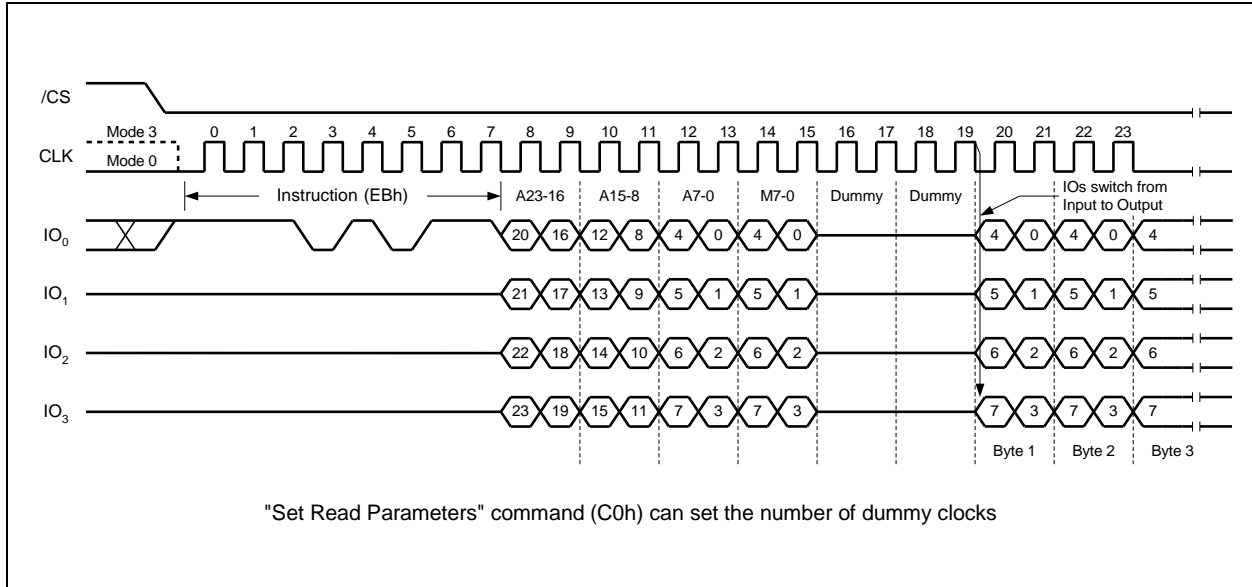 /CS
Mode 3 0 1 2 3 4 5 6 7 8 9 10 11 12 13 14 15 16 17 18 19 20 21 22 23
CLK Mode 0
Instruction (EBh) A23-16 A15-8 A7-0 M7-0 Dummy Dummy IOs switch from
Input to Output
IO0 20 16 12 8 4 0 4 0 4 0 4 0 4
IO1 21 17 13 9 5 1 5 1 5 1 5 1 5
IO2 22 18 14 10 6 2 6 2 6 2 6 2 6
IO3 23 19 15 11 7 3 7 3 7 3 7 3 7
Byte 1 Byte 2 Byte 3
"Set Read Parameters" command (C0h) can set the number of dummy clocks